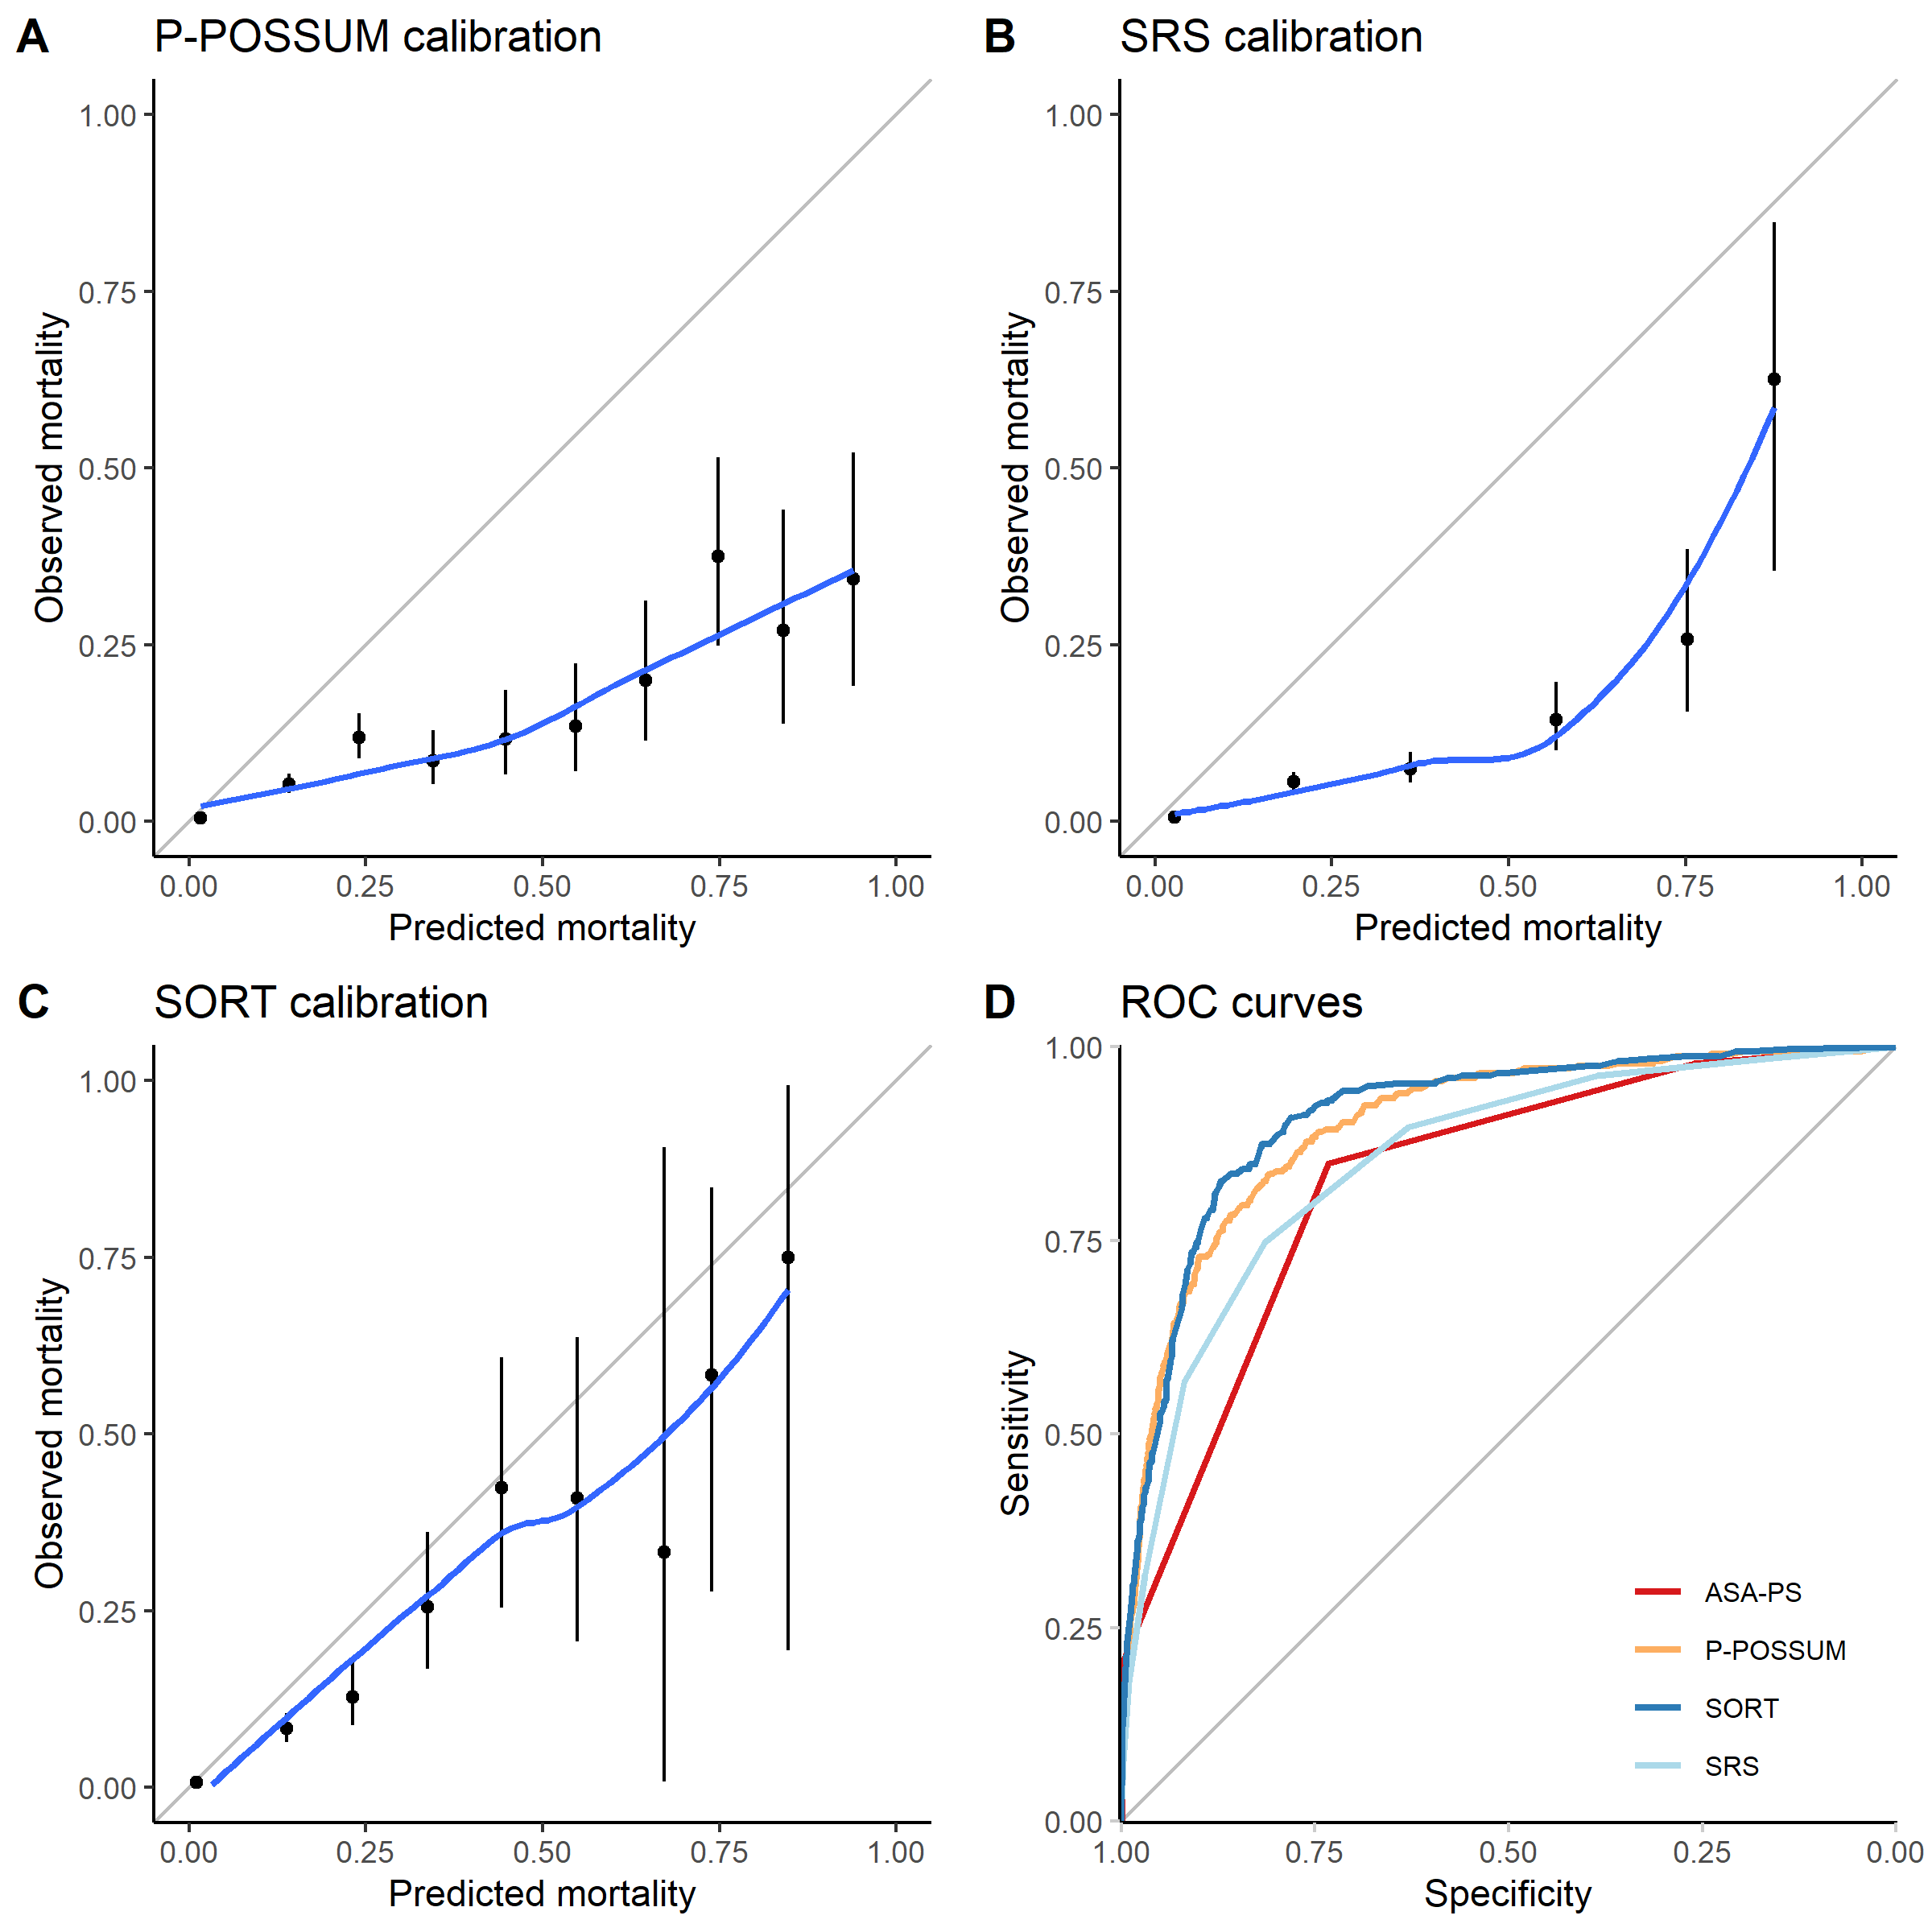 A P-POSSUM calibration
Observed mortality
1.00
0.75
0.50
0.25
0.00
0.00 0.25 0.50 0.75 1.00
Predicted mortality
B SRS calibration
Observed mortality
1.00
0.75
0.50
0.25
0.00
0.00 0.25 0.50 0.75 1.00
Predicted mortality
C SORT calibration
Observed mortality
1.00
0.75
0.50
0.25
0.00
0.00 0.25 0.50 0.75 1.00
Predicted mortality
D ROC curves
Sensitivity
1.00
0.75
0.50
0.25
0.00
ASA-PS
P-POSSUM
SORT
SRS
1.00 0.75 0.50 0.25 0.00
Specificity